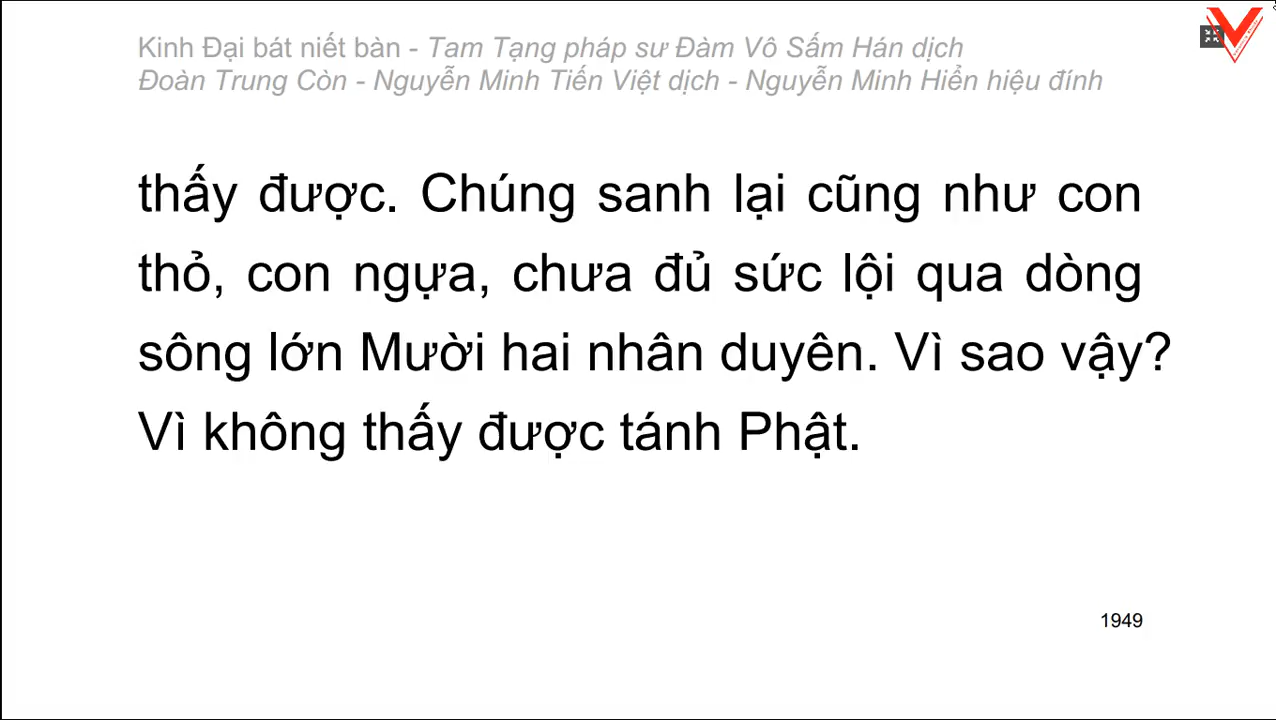 Kinh Đại bát niết bàn - Tam Tạng pháp sư Đàm Vô Sấm Hán dịch
Đoàn Trung Còn - Nguyễn Minh Tiến Việt dịch - Nguyễn Minh Hiển hiệu đính
thấy được. Chúng sanh lại cũng như con
thỏ, con ngựa, chưa đủ sức lội qua dòng
sông lớn Mười hai nhân duyên. Vì sao vậy?
Vì không thấy được tánh Phật.
1949